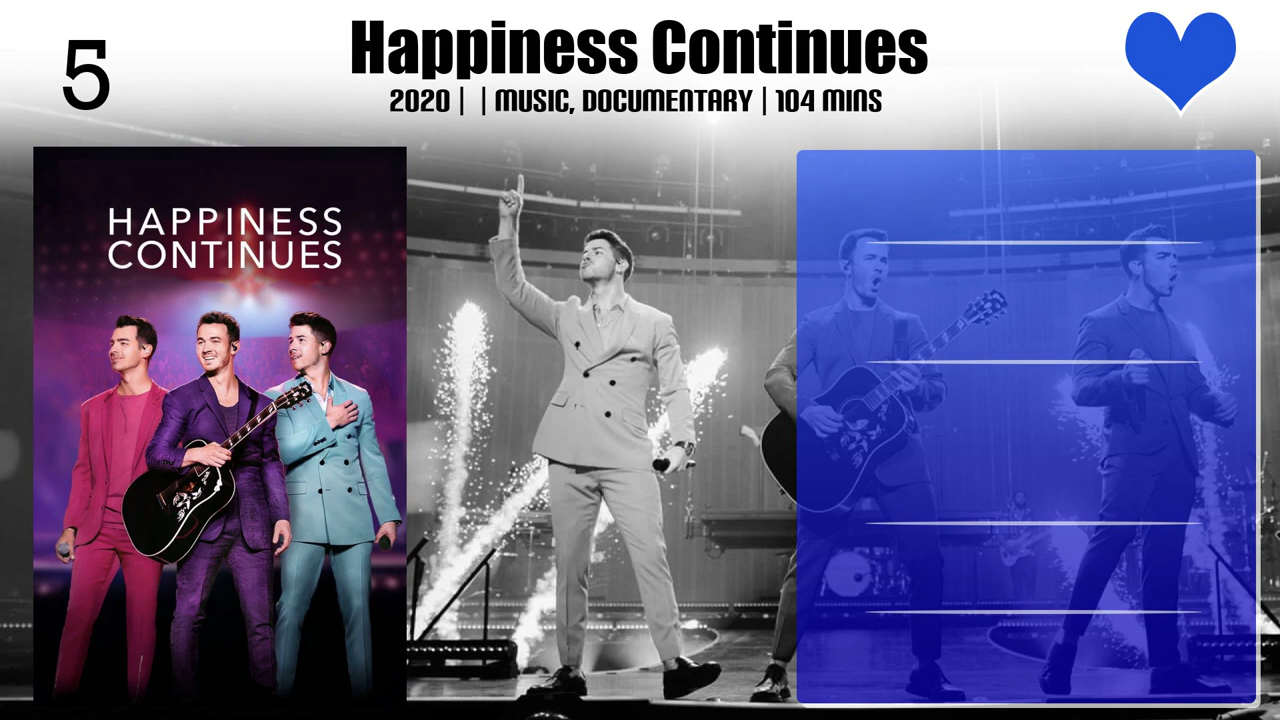 5
Happiness Continues
2020 | | MUSIC, DOCUMENTARY | 104 MINS
HAPPINESS
CONTINUES